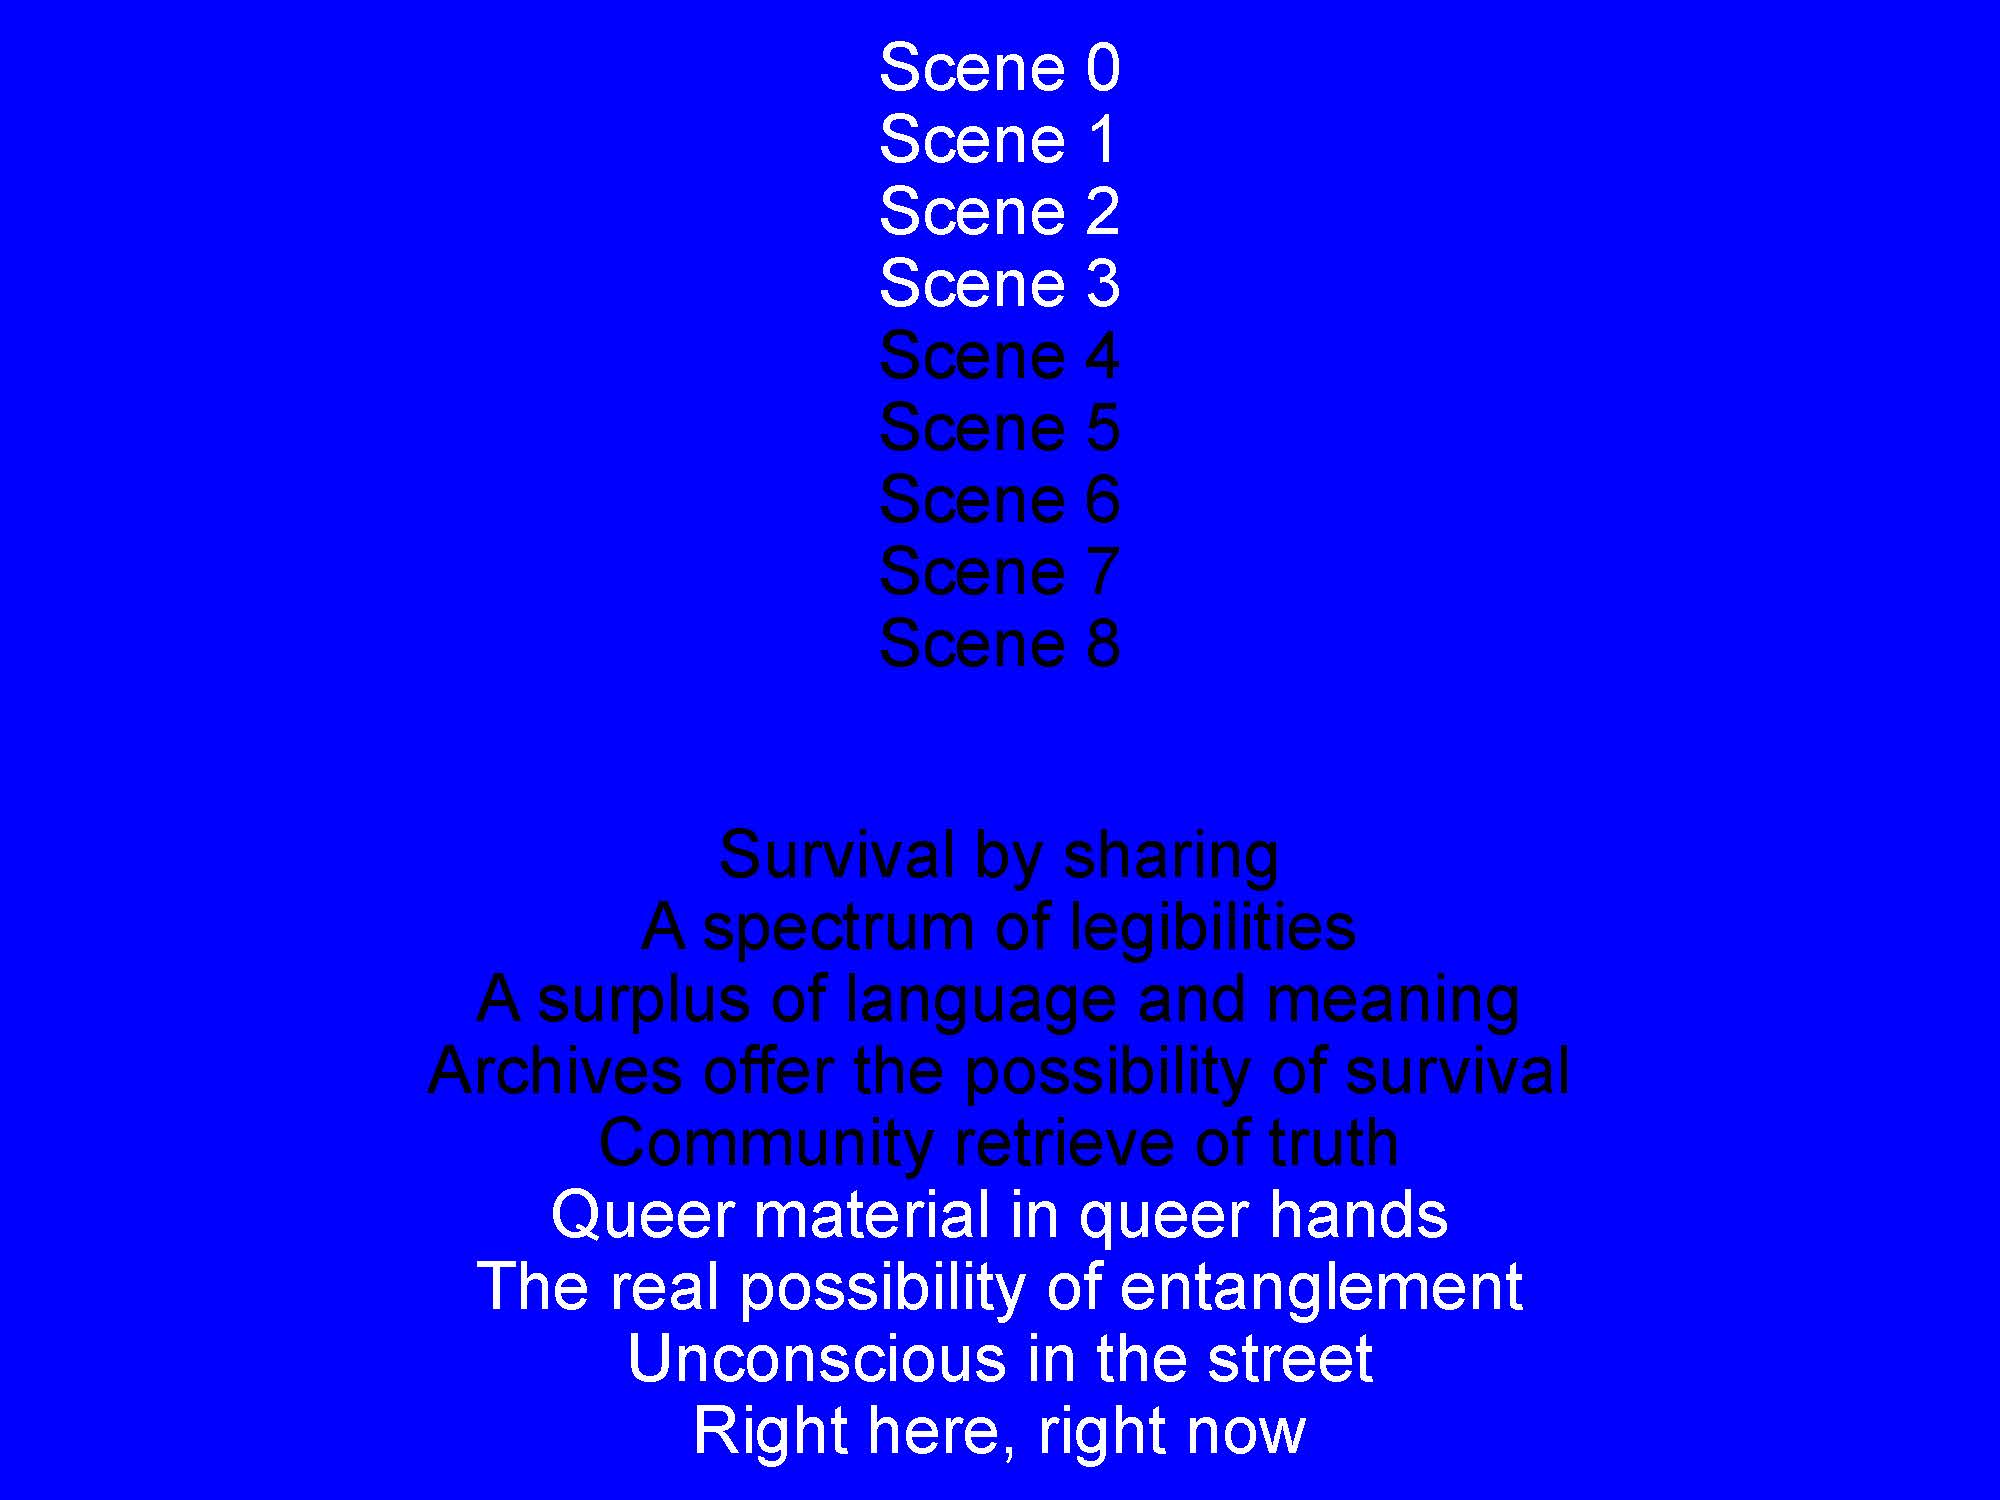 Scene 0
Scene 1
Scene 2
Scene 3
Scene 4
Scene 5
Scene 6
Scene 7
Scene 8
Survival by sharing
A spectrum of legibilities
A surplus of language and meaning
Archives offer the possibility of survival
Community retrieve of truth
Queer material in queer hands
The real possibility of entanglement
Unconscious in the street
Right here, right now